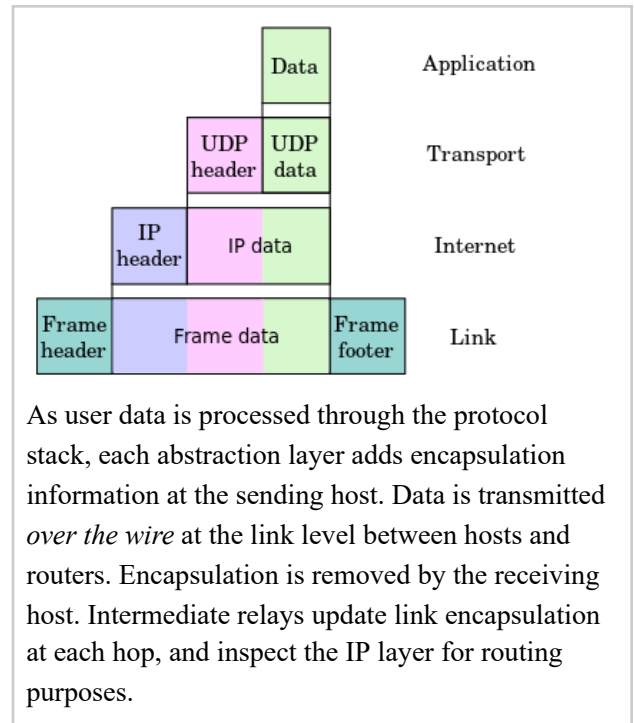 Data
Application
UDP
header
UDP
data
Transport
IP
header
IP data
Internet
Frame
header
Frame data
Frame
footer
Link
As user data is processed through the protocol
stack, each abstraction layer adds encapsulation
information at the sending host. Data is transmitted
over the wire at the link level between hosts and
routers. Encapsulation is removed by the receiving
host. Intermediate relays update link encapsulation
at each hop, and inspect the IP layer for routing
purposes.